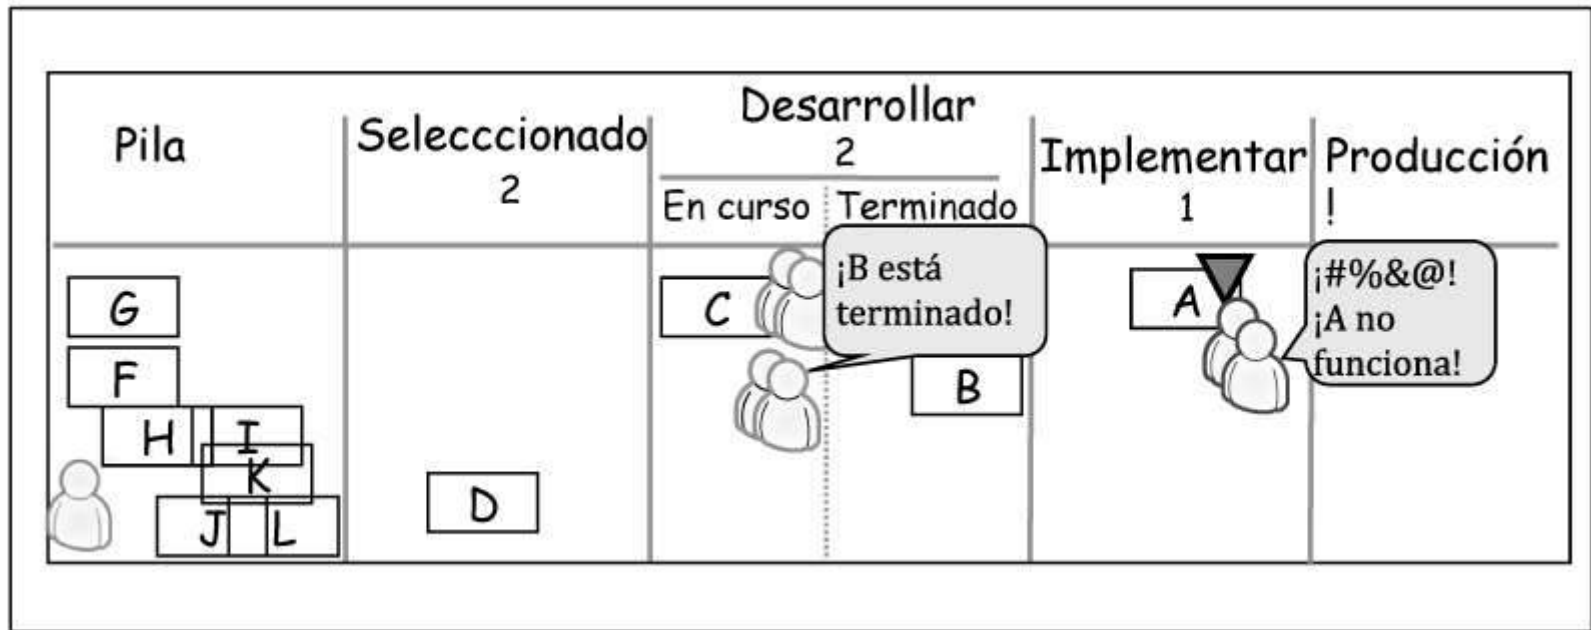 Pila
Selecccionado
2
Desarrollar
2
En curso
Terminado
Implementar
1
Producción
!
G
F
H
I
K
J
L
D
C
¡B está
terminado!
B
A
¡#%&@!
¡A no
funciona!